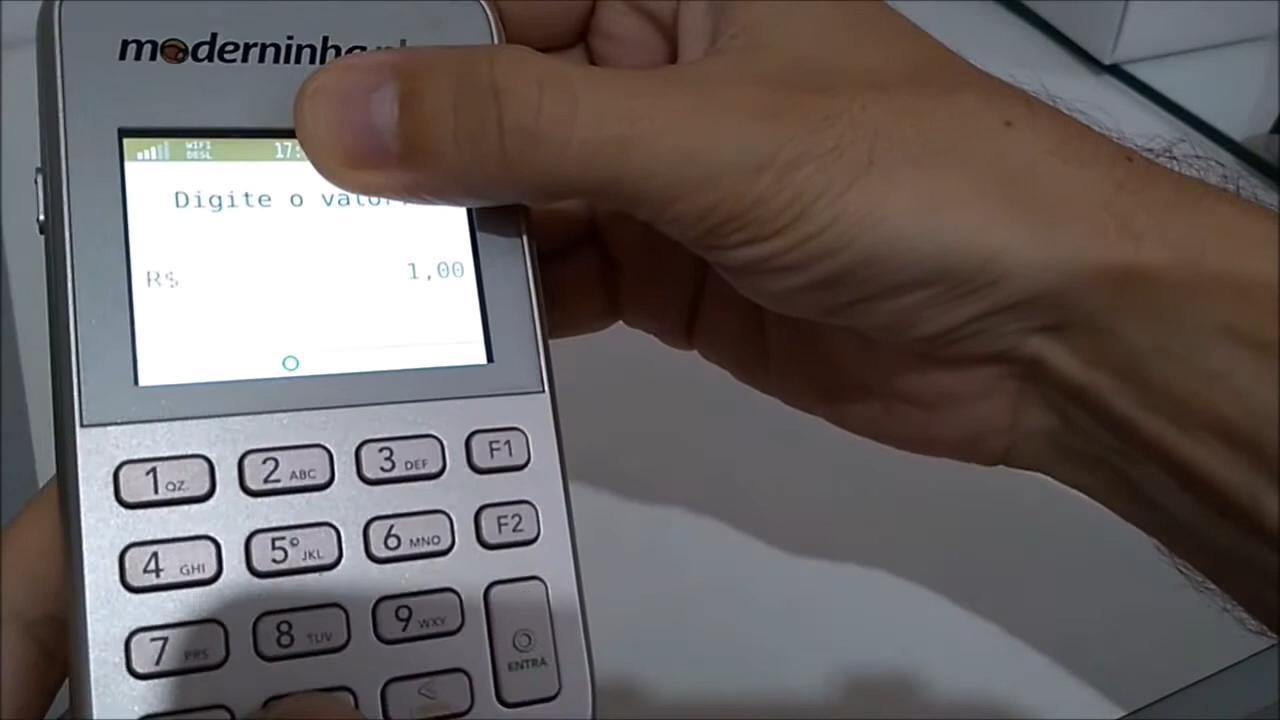 moderninha
WIFI
DESL
17:
Digite o valor
R$ 1,00
1 QZ. 2 ABC 3 DEF F1
4 GHI 5 JKL 6 MNO F2
7 PRS 8 TUV 9 WXY
ENTRA